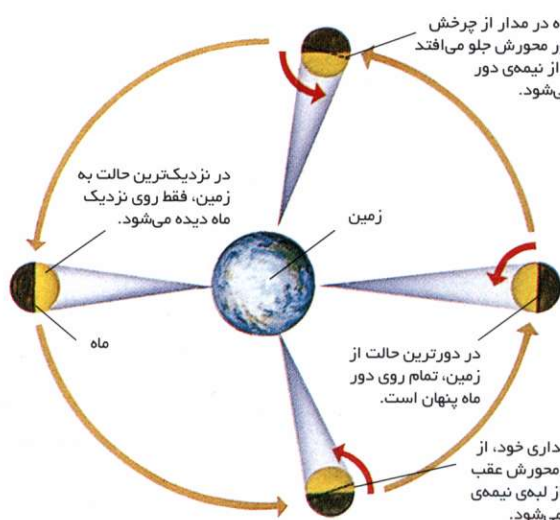 ه در مدار از چرخش
ر محورش جلو می‌افتد
از نیمه‌ی دور
ی‌شود.
در نزدیک‌ترین حالت به
زمین، فقط روی نزدیک
ماه دیده می‌شود.
زمین
ماه
در دورترین حالت از
زمین، تمام روی دور
ماه پنهان است.
داری خود، از
محورش عقب
از لبه‌ی نیمه‌ی
ی‌شود.